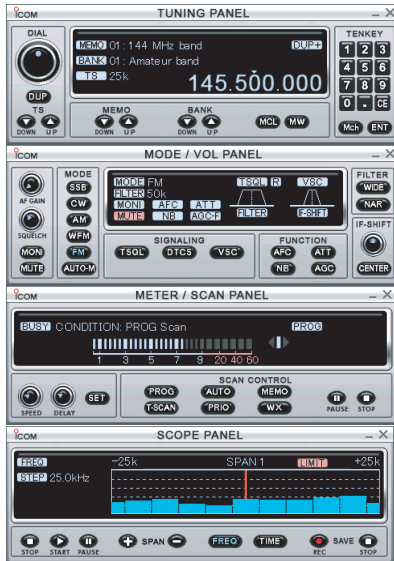 ICOM TUNING PANEL
DIAL
MEMO 01: 144 MHz band DUP+
BANK 01: Amateur band
TS 25k
145.500.000
TENKEY
1 2 3
4 5 6
7 8 9
0 . CE
Mch ENT
DUP
TS
DOWN UP
MEMO
DOWN UP
BANK
DOWN UP
MCL MW
ICOM MODE / VOL PANEL
AF GAIN
SQUELCH
MONI
MUTE
MODE
SSB
CW
AM
WFM
FM
AUTO-M
MODE FM TSQL R VSC
FILTER 50k
MONI AFC ATT
MUTE NB AGC-F FILTER IF-SHIFT
SIGNALING
TSQL DTCS VSC
FUNCTION
AFC ATT
NB AGC
FILTER
WIDE
NAR
IF-SHIFT
CENTER
ICOM METER / SCAN PANEL
BUSY CONDITION: PROG Scan PROG
1 3 5 7 9 20 40 60
SPEED DELAY SET
SCAN CONTROL
PROG AUTO MEMO
T-SCAN PRIO WX
PAUSE STOP
ICOM SCOPE PANEL
FREQ -25k SPAN 1 LIMIT +25k
STEP 25.0kHz
STOP START PAUSE
SPAN
FREQ TIME
REC SAVE STOP